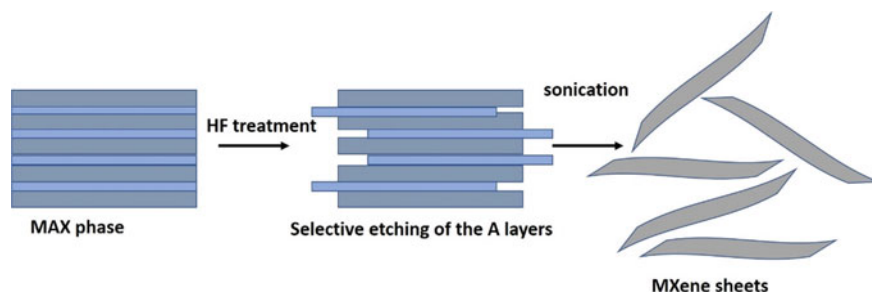 HF treatment
sonication
MAX phase
Selective etching of the A layers
MXene sheets